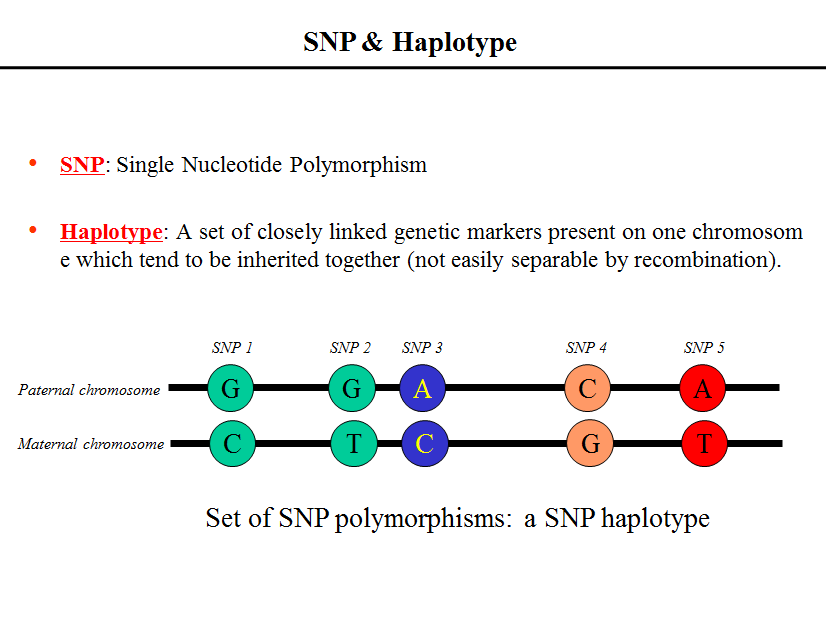 SNP & Haplotype
• SNP: Single Nucleotide Polymorphism
• Haplotype: A set of closely linked genetic markers present on one chromosom
e which tend to be inherited together (not easily separable by recombination).
SNP 1 SNP 2 SNP 3 SNP 4 SNP 5
Paternal chromosome G G A C A
Maternal chromosome C T C G T
Set of SNP polymorphisms: a SNP haplotype